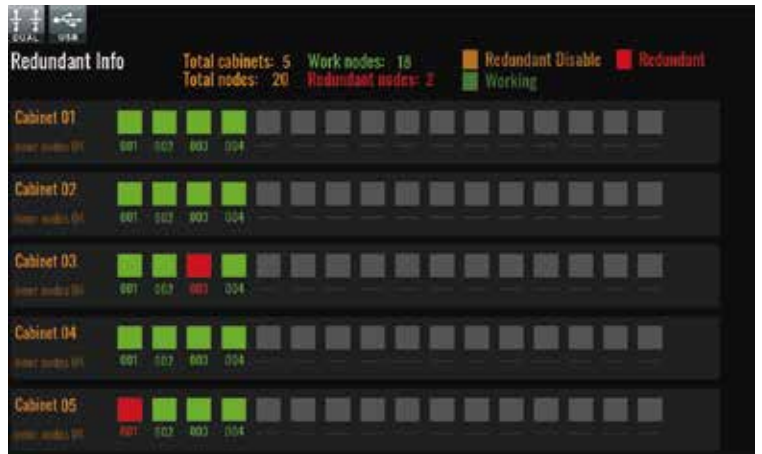 DUAL USB
Redundant Info
Total cabinets: 5 Work nodes: 18 Redundant Disable Redundant
Total nodes: 20 Redundant nodes: 2 Working
Cabinet 01
001 002 003 004
Cabinet 02
001 002 003 004
Cabinet 03
001 002 003 004
Cabinet 04
001 002 003 004
Cabinet 05
001 002 003 004